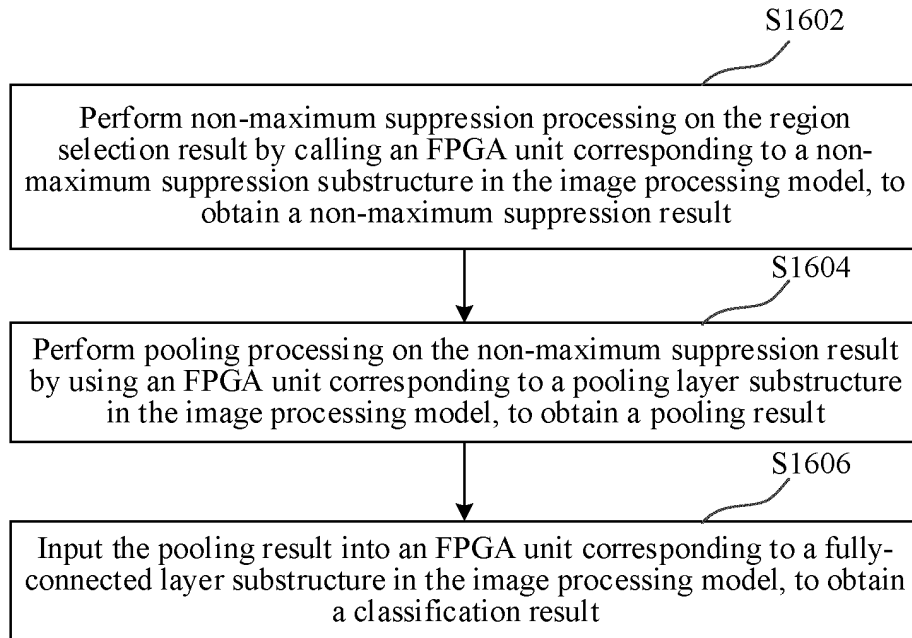 S1602
Perform non-maximum suppression processing on the region
selection result by calling an FPGA unit corresponding to a non-
maximum suppression substructure in the image processing model, to
obtain a non-maximum suppression result
S1604
Perform pooling processing on the non-maximum suppression result
by using an FPGA unit corresponding to a pooling layer substructure
in the image processing model, to obtain a pooling result
S1606
Input the pooling result into an FPGA unit corresponding to a fully-
connected layer substructure in the image processing model, to obtain
a classification result